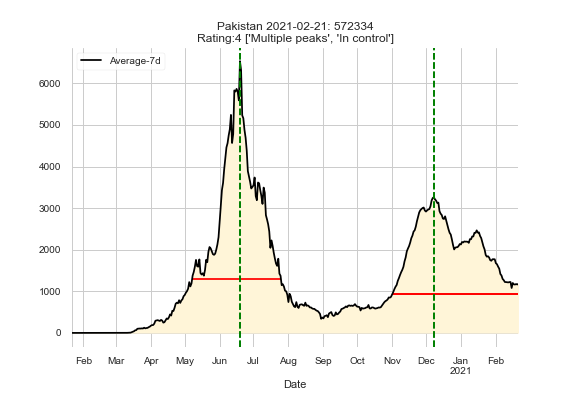 Pakistan 2021-02-21: 572334
Rating:4 ['Multiple peaks', 'In control']
Average-7d
6000
5000
4000
3000
2000
1000
0
Feb Mar Apr May Jun Jul Aug Sep Oct Nov Dec Jan Feb
2021
Date